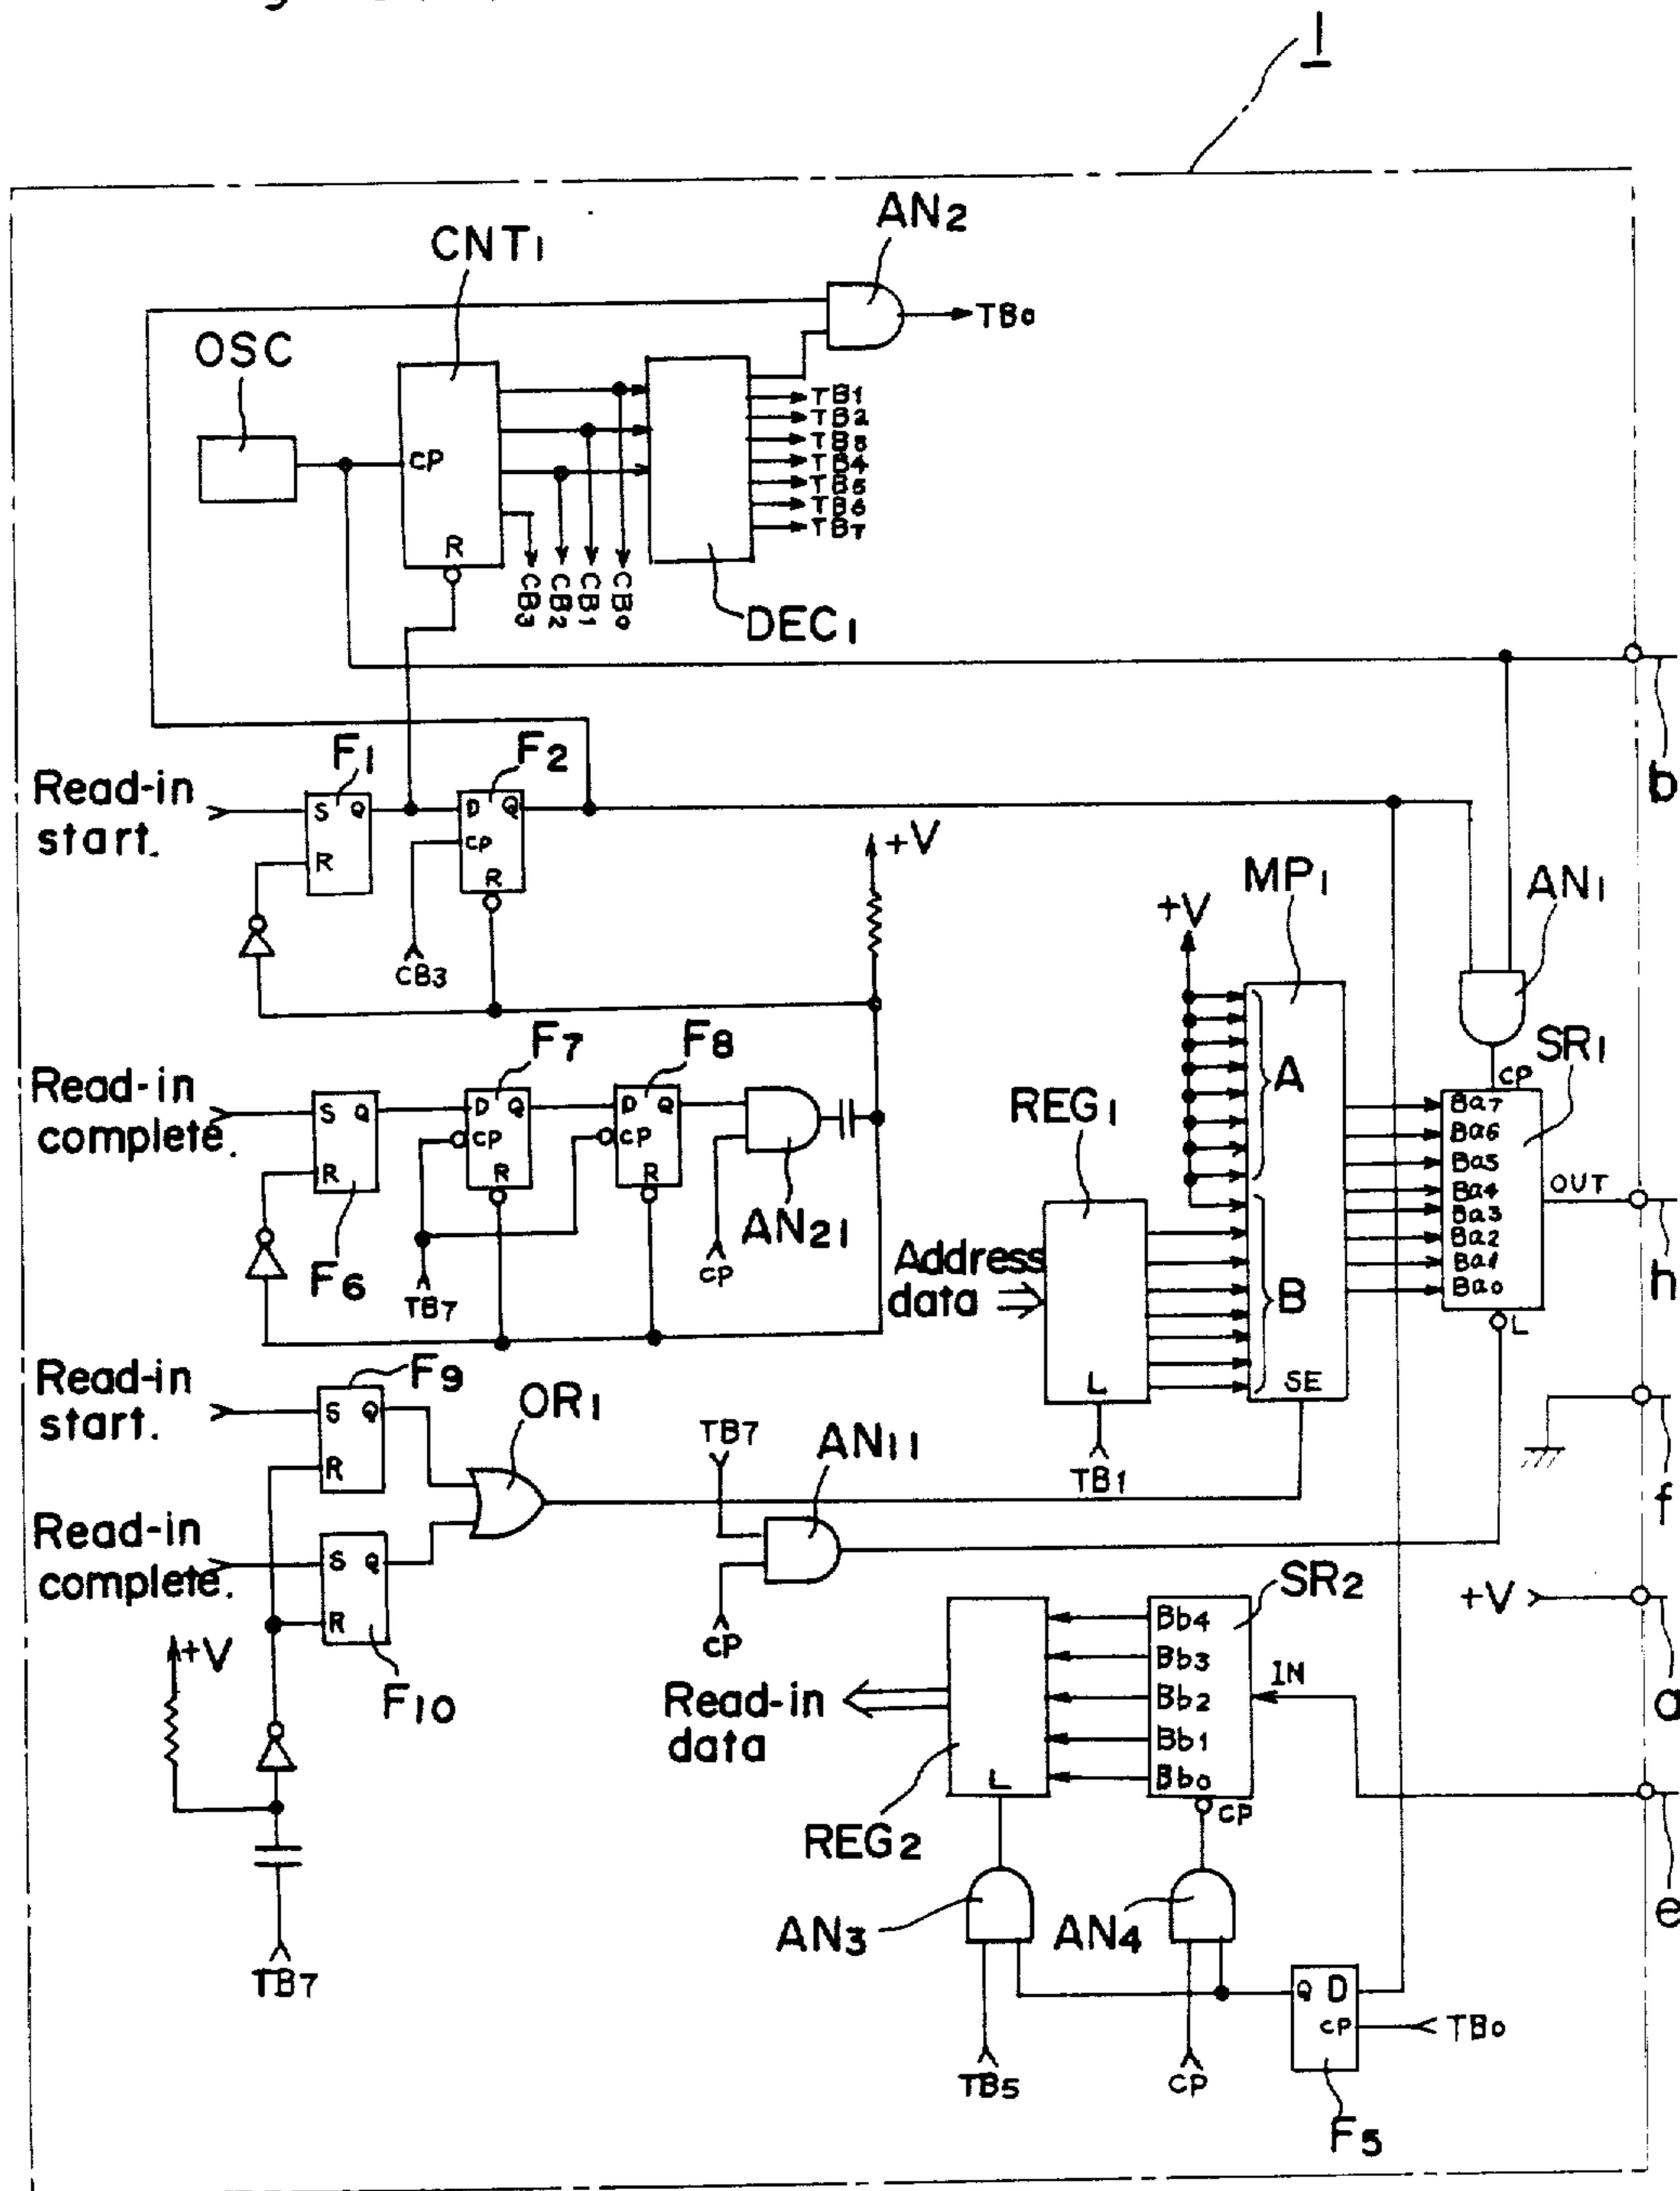 1
AN2
CNT1
TB0
OSC
TB1
TB2
TB3
TB4
TB5
TB6
TB7
CP
R
CB3
CB2
CB1
CB0
DEC1
b
Read-in
start.
F1
S Q
R
F2
D Q
CP
R
CB3
+V
MP1
+V
AN1
SR1
CP
Read-in
complete.
S Q
R
F6
F7
D Q
CP
R
F8
D Q
CP
R
TB7
AN21
CP
REG1
Address
data
L
TB1
A
B
SE
Ba7
Ba6
Ba5
Ba4
Ba3
Ba2
Ba1
Ba0
OUT
L
h
Read-in
start.
F9
S Q
R
OR1
TB7
AN11
CP
f
Read-in
complete.
S Q
R
F10
+V
TB7
SR2
+V
a
Read-in
data
Bb4
Bb3
Bb2
Bb1
Bb0
IN
CP
L
REG2
e
AN3
AN4
TB5
CP
Q D
CP
TB0
F5